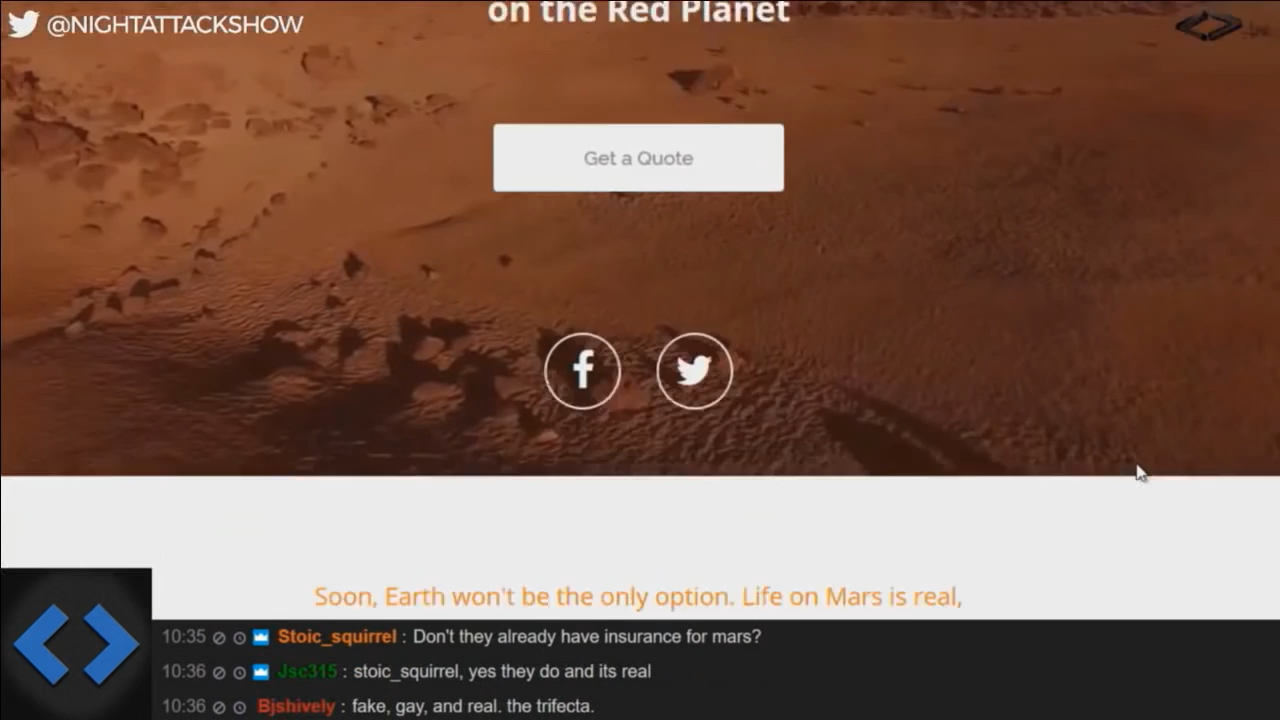 @NIGHTATTACKSHOW
on the Red Planet
Get a Quote
Soon, Earth won't be the only option. Life on Mars is real,
10:35 Stoic_squirrel : Don't they already have insurance for mars?
10:36 Jsc315 : stoic_squirrel, yes they do and its real
10:36 Bjshively : fake, gay, and real. the trifecta.